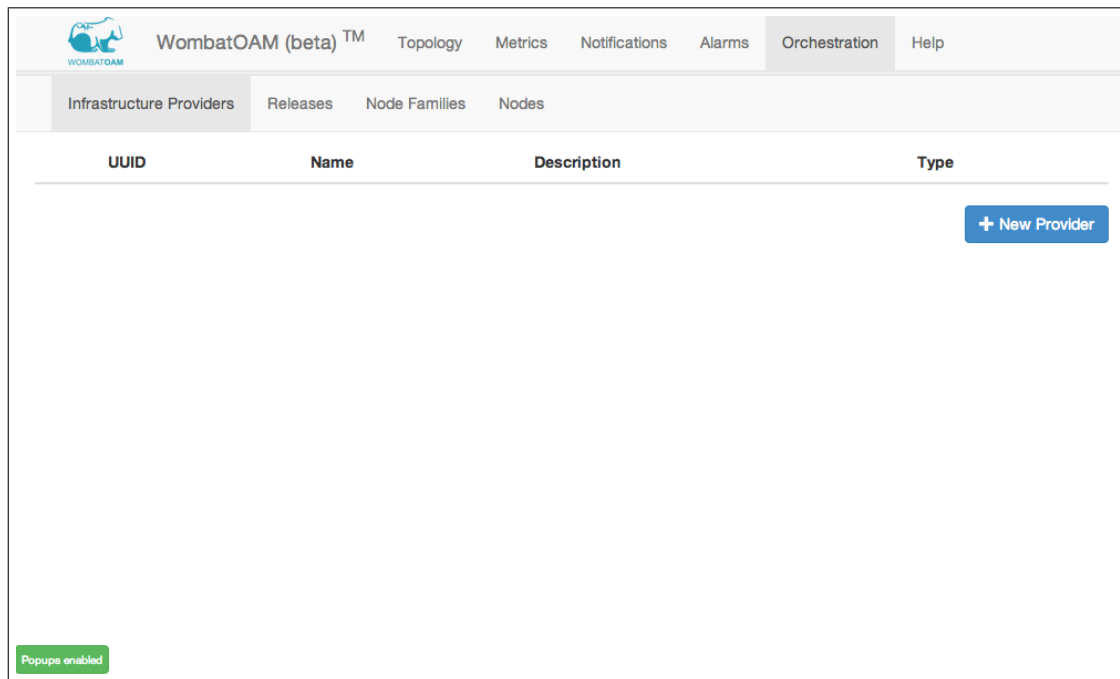 WOMBATOAM
WombatOAM (beta) TM Topology Metrics Notifications Alarms Orchestration Help
Infrastructure Providers Releases Node Families Nodes
UUID Name Description Type
+ New Provider
Popups enabled